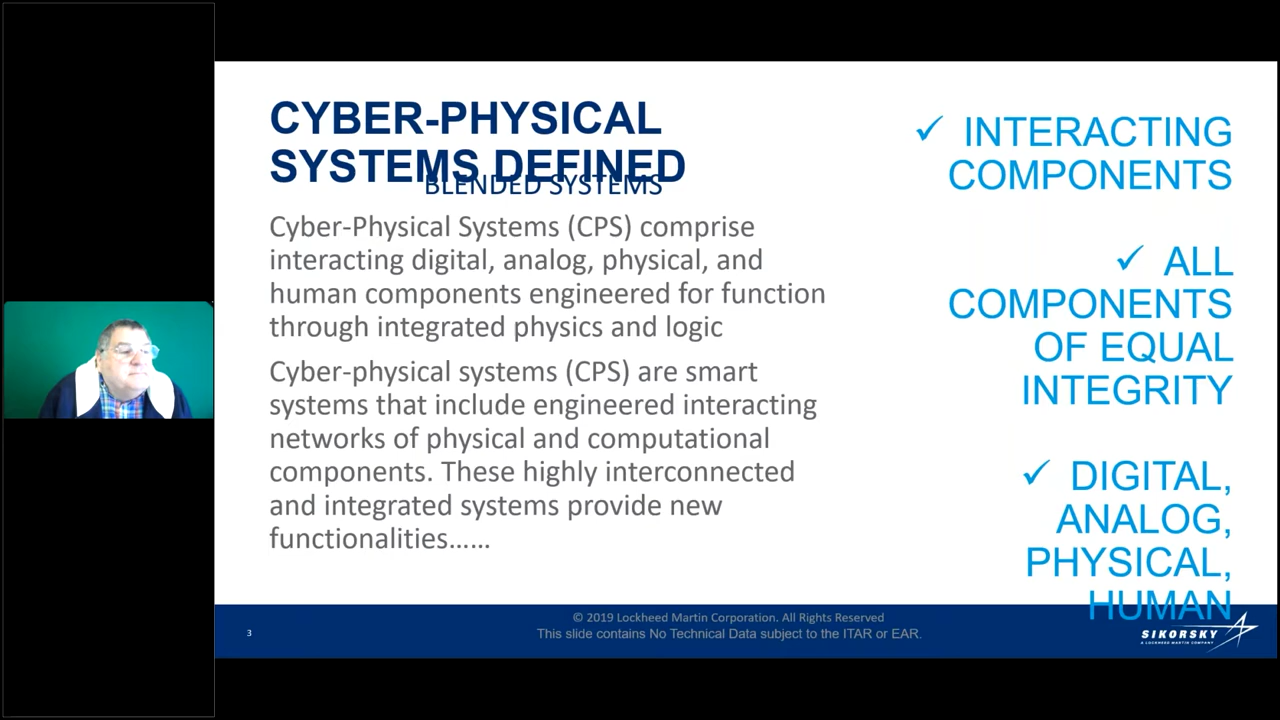 CYBER-PHYSICAL
SYSTEMS DEFINED
BLENDED SYSTEMS
Cyber-Physical Systems (CPS) comprise
interacting digital, analog, physical, and
human components engineered for function
through integrated physics and logic
Cyber-physical systems (CPS) are smart
systems that include engineered interacting
networks of physical and computational
components. These highly interconnected
and integrated systems provide new
functionalities……
✓ INTERACTING
COMPONENTS
✓ ALL
COMPONENTS
OF EQUAL
INTEGRITY
✓ DIGITAL,
ANALOG,
PHYSICAL,
HUMAN
3
© 2019 Lockheed Martin Corporation. All Rights Reserved
This slide contains No Technical Data subject to the ITAR or EAR.
SIKORSKY
A LOCKHEED MARTIN COMPANY